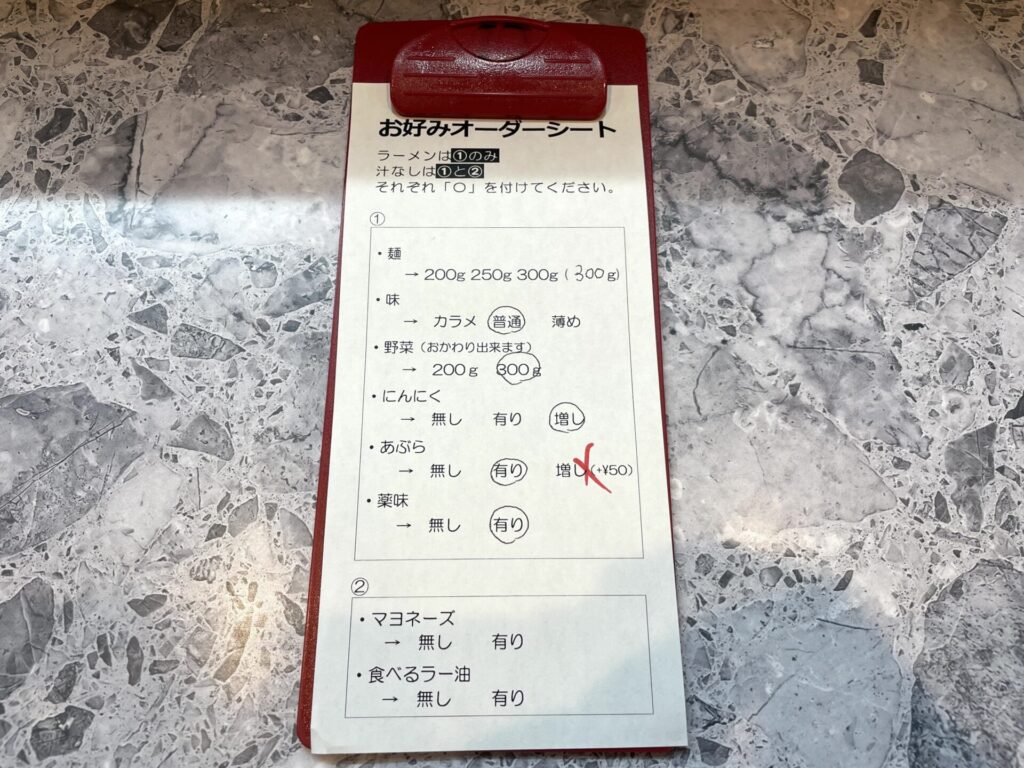 お好みオーダーシート
ラーメンは①のみ
汁なしは①と②
それぞれ「〇」を付けてください。
①
・麺
→ 200g 250g 300g ( 300g)
・味
→ カラメ 普通 薄め
・野菜（おかわり出来ます）
→ 200g 300g
・にんにく
→ 無し 有り 増し
・あぶら
→ 無し 有り 増し(+¥50)
・薬味
→ 無し 有り
②
・マヨネーズ
→ 無し 有り
・食べるラー油
→ 無し 有り